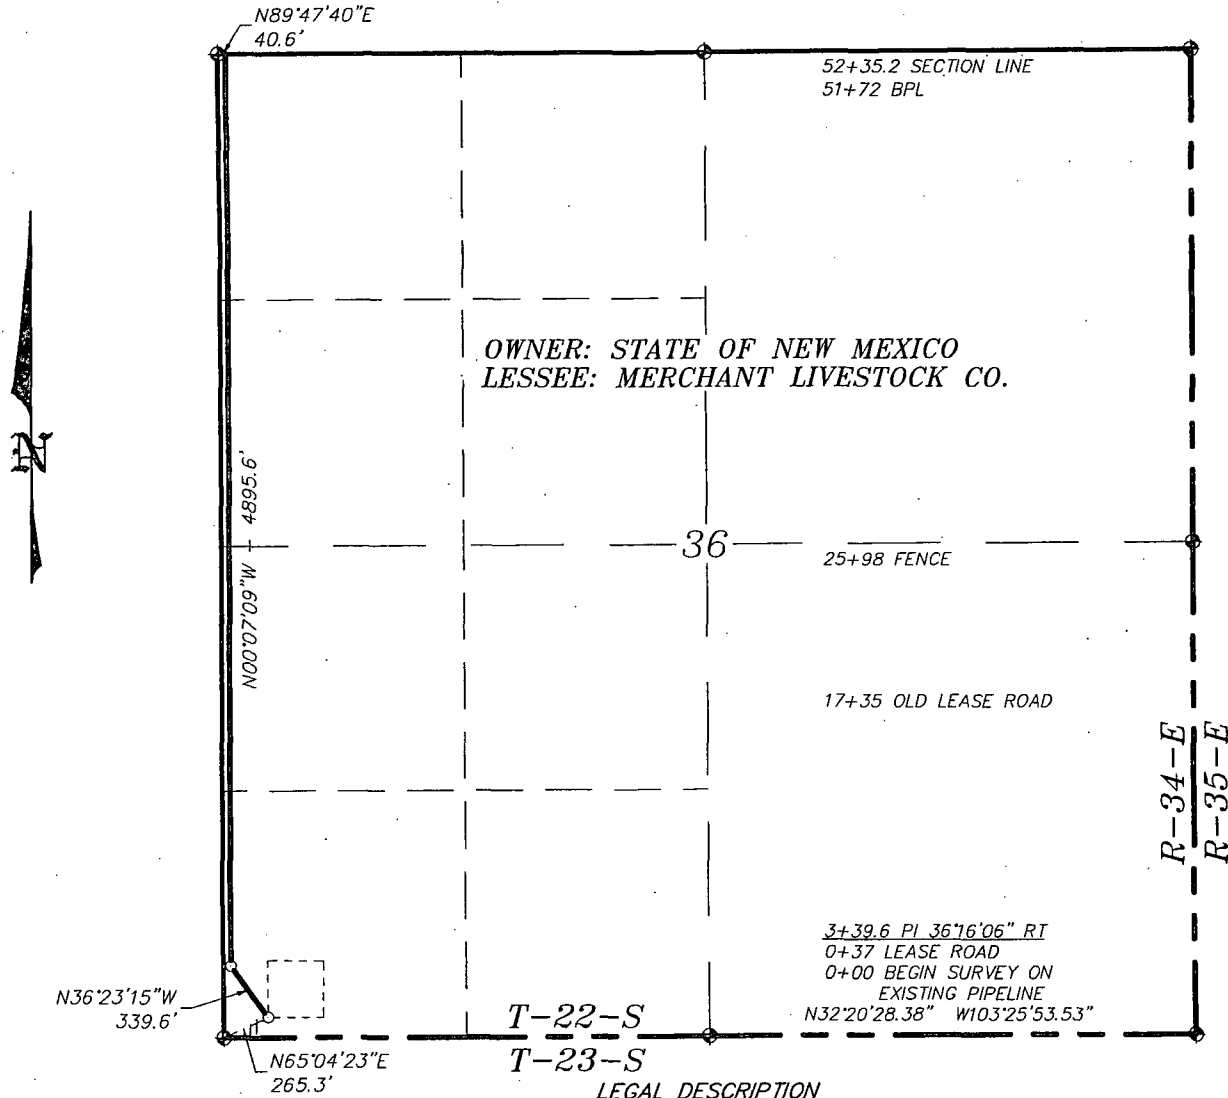 N89°47'40"E
40.6'
52+35.2 SECTION LINE
51+72 BPL
OWNER: STATE OF NEW MEXICO
LESSEE: MERCHANT LIVESTOCK CO.
N
N00°07'09"W - 4895.6'
36
25+98 FENCE
17+35 OLD LEASE ROAD
R-34-E
R-35-E
3+39.6 PI 36°16'06" RT
0+37 LEASE ROAD
0+00 BEGIN SURVEY ON
EXISTING PIPELINE
N32°20'28.38" W103°25'53.53"
N36°23'15"W
339.6'
T-22-S
T-23-S
N65°04'23"E
265.3'
LEGAL DESCRIPTION